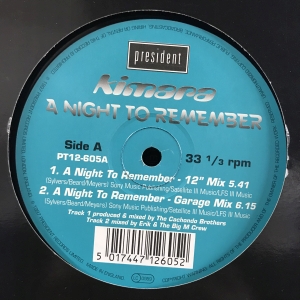 president
kimara
A NIGHT TO REMEMBER
Side A
33 1/3 rpm
PT12-605A
1. A Night To Remember - 12" Mix 5.41
(Sylvers/Beard/Meyers) Sony Music Publishing/Satellite III Music/LFS III Music
2. A Night To Remember - Garage Mix 6.15
(Sylvers/Beard/Meyers) Sony Music Publishing/Satellite III Music/LFS III Music
Track 1 produced & mixed by The Cachondo Brothers
Track 2 mixed by Erik & The Big M Crew
5 017447 126052